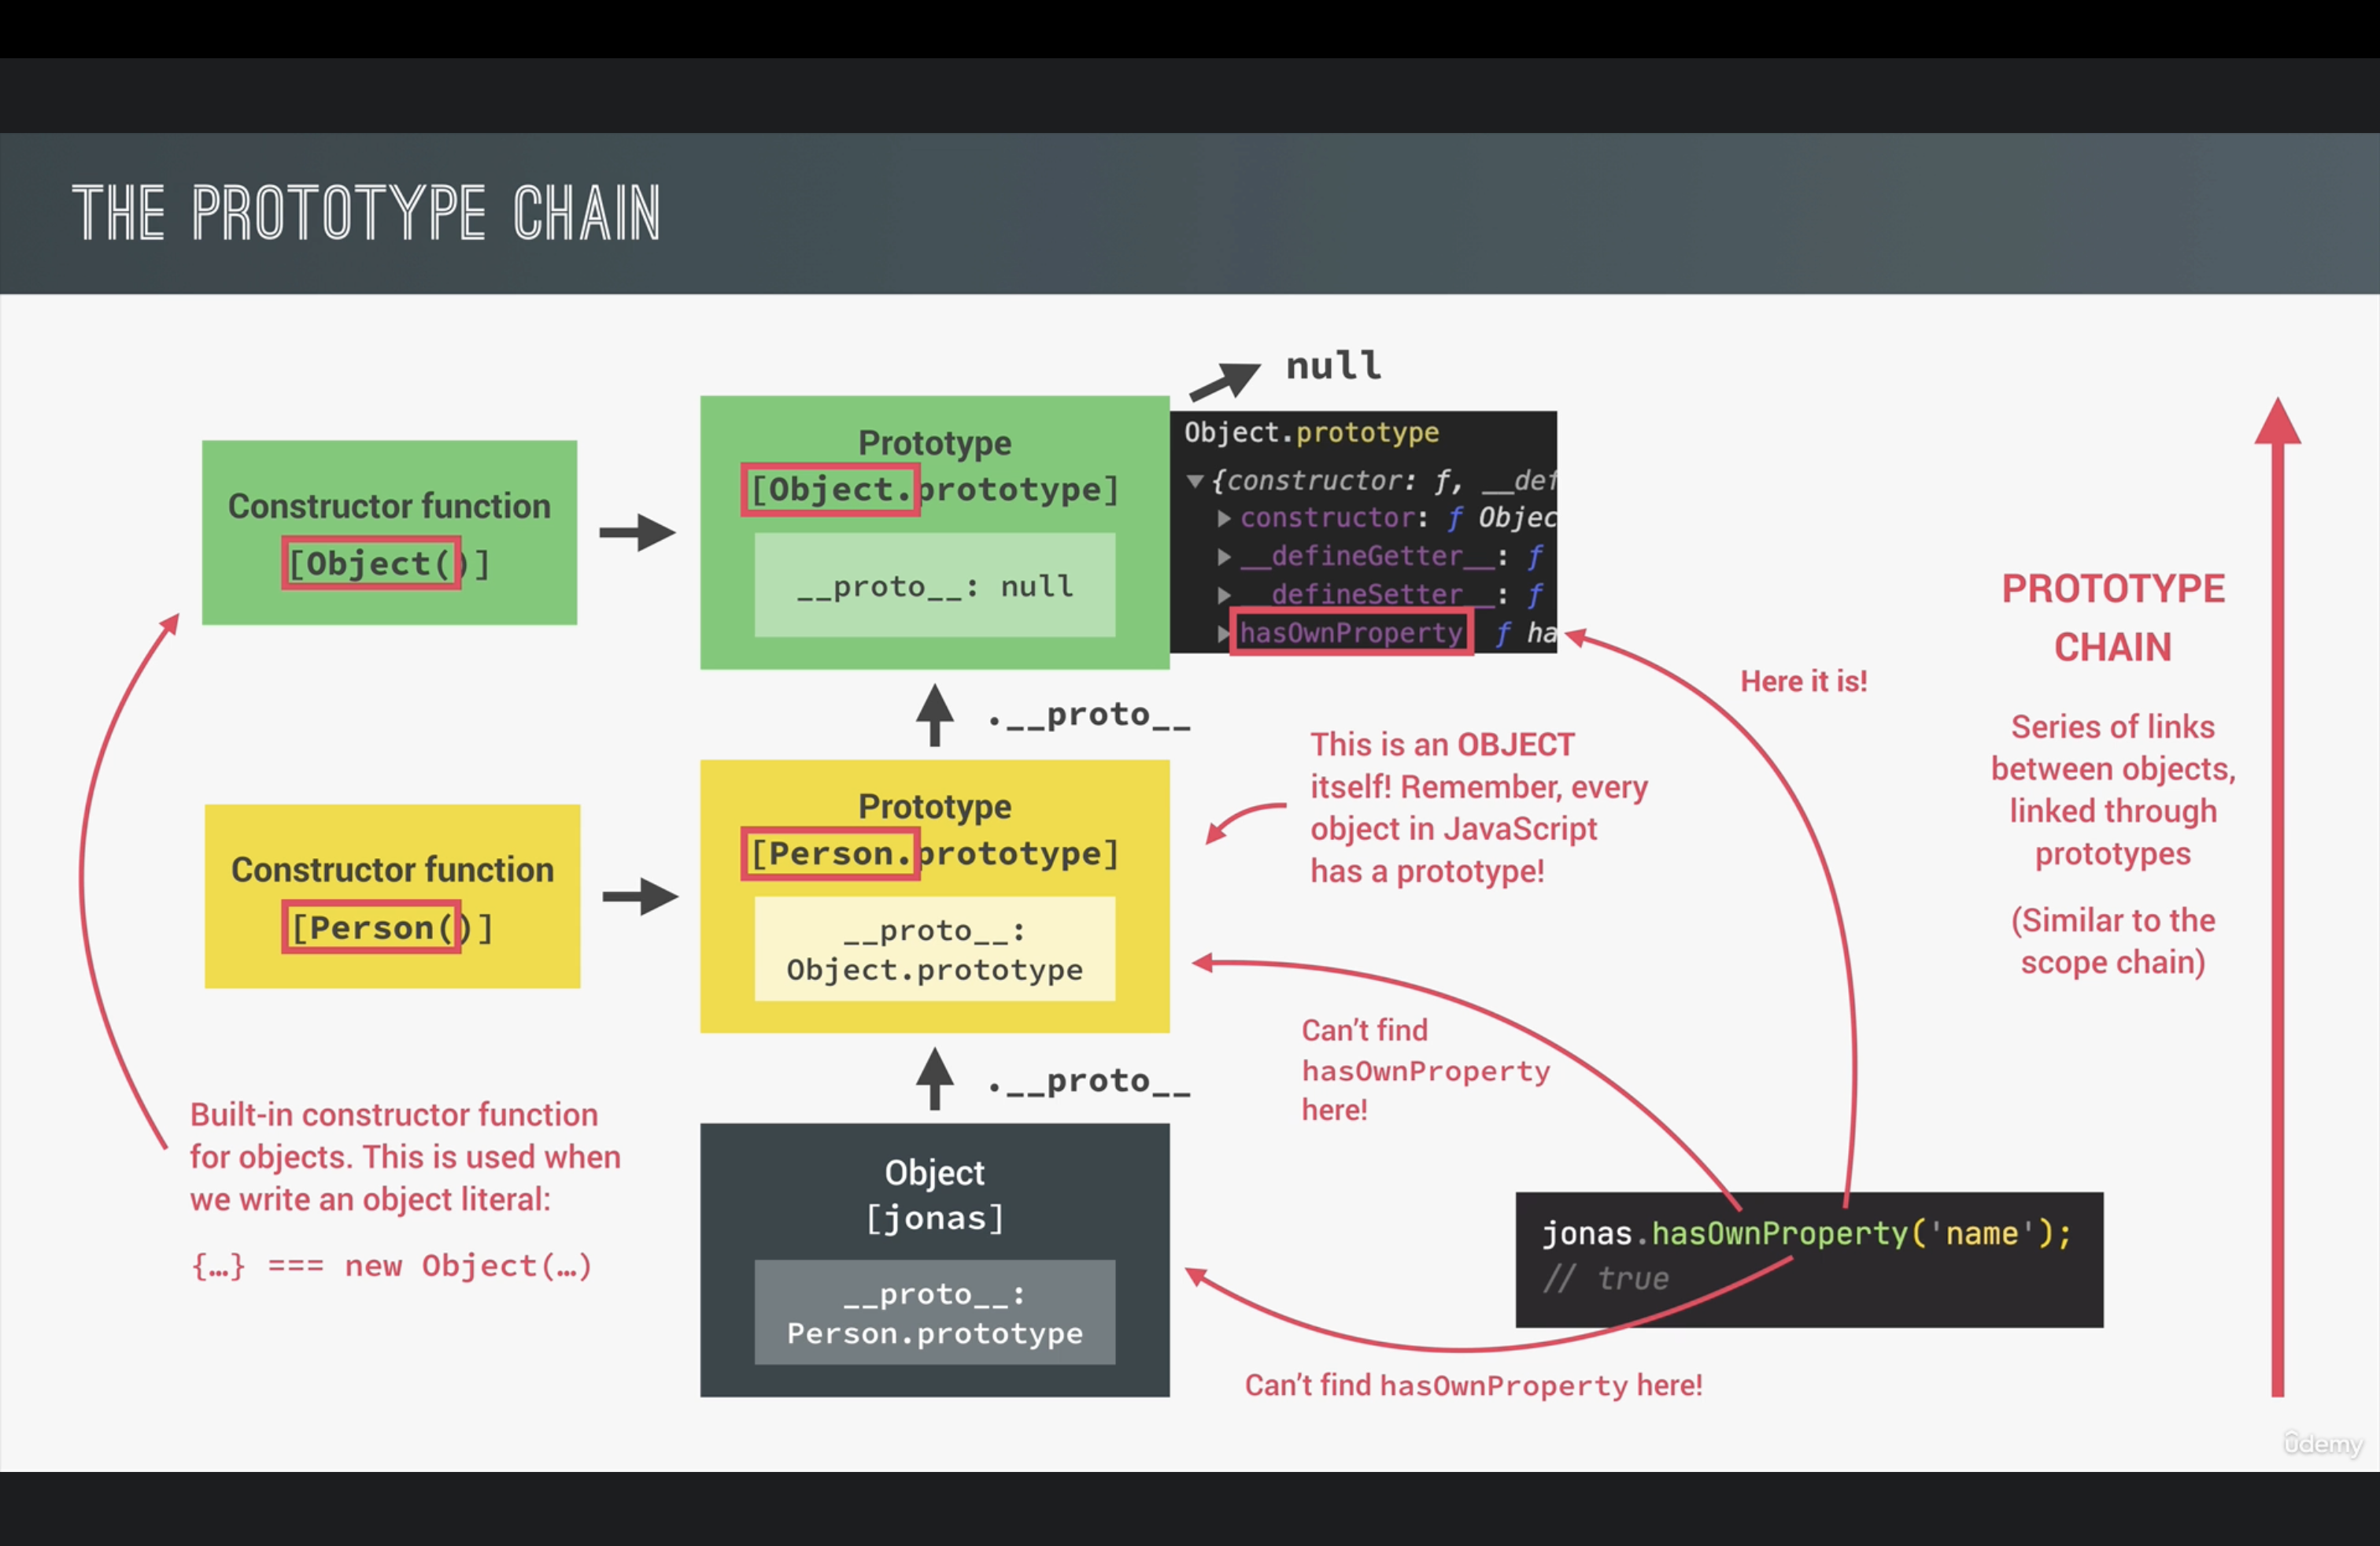 THE PROTOTYPE CHAIN
null
Prototype
[Object.prototype]
__proto__: null
Constructor function
[Object()]
Object.prototype
{constructor: ƒ, __def
constructor: ƒ Objec
__defineGetter__: ƒ
__defineSetter__: ƒ
hasOwnProperty ƒ ha
Here it is!
PROTOTYPE
CHAIN
Series of links
between objects,
linked through
prototypes
(Similar to the
scope chain)
.__proto__
This is an OBJECT
itself! Remember, every
object in JavaScript
has a prototype!
Prototype
[Person.prototype]
__proto__:
Object.prototype
Constructor function
[Person()]
Can’t find
hasOwnProperty
here!
.__proto__
Built-in constructor function
for objects. This is used when
we write an object literal:
{…} === new Object(…)
Object
[jonas]
__proto__:
Person.prototype
jonas.hasOwnProperty('name');
// true
Can’t find hasOwnProperty here!
ûdemy